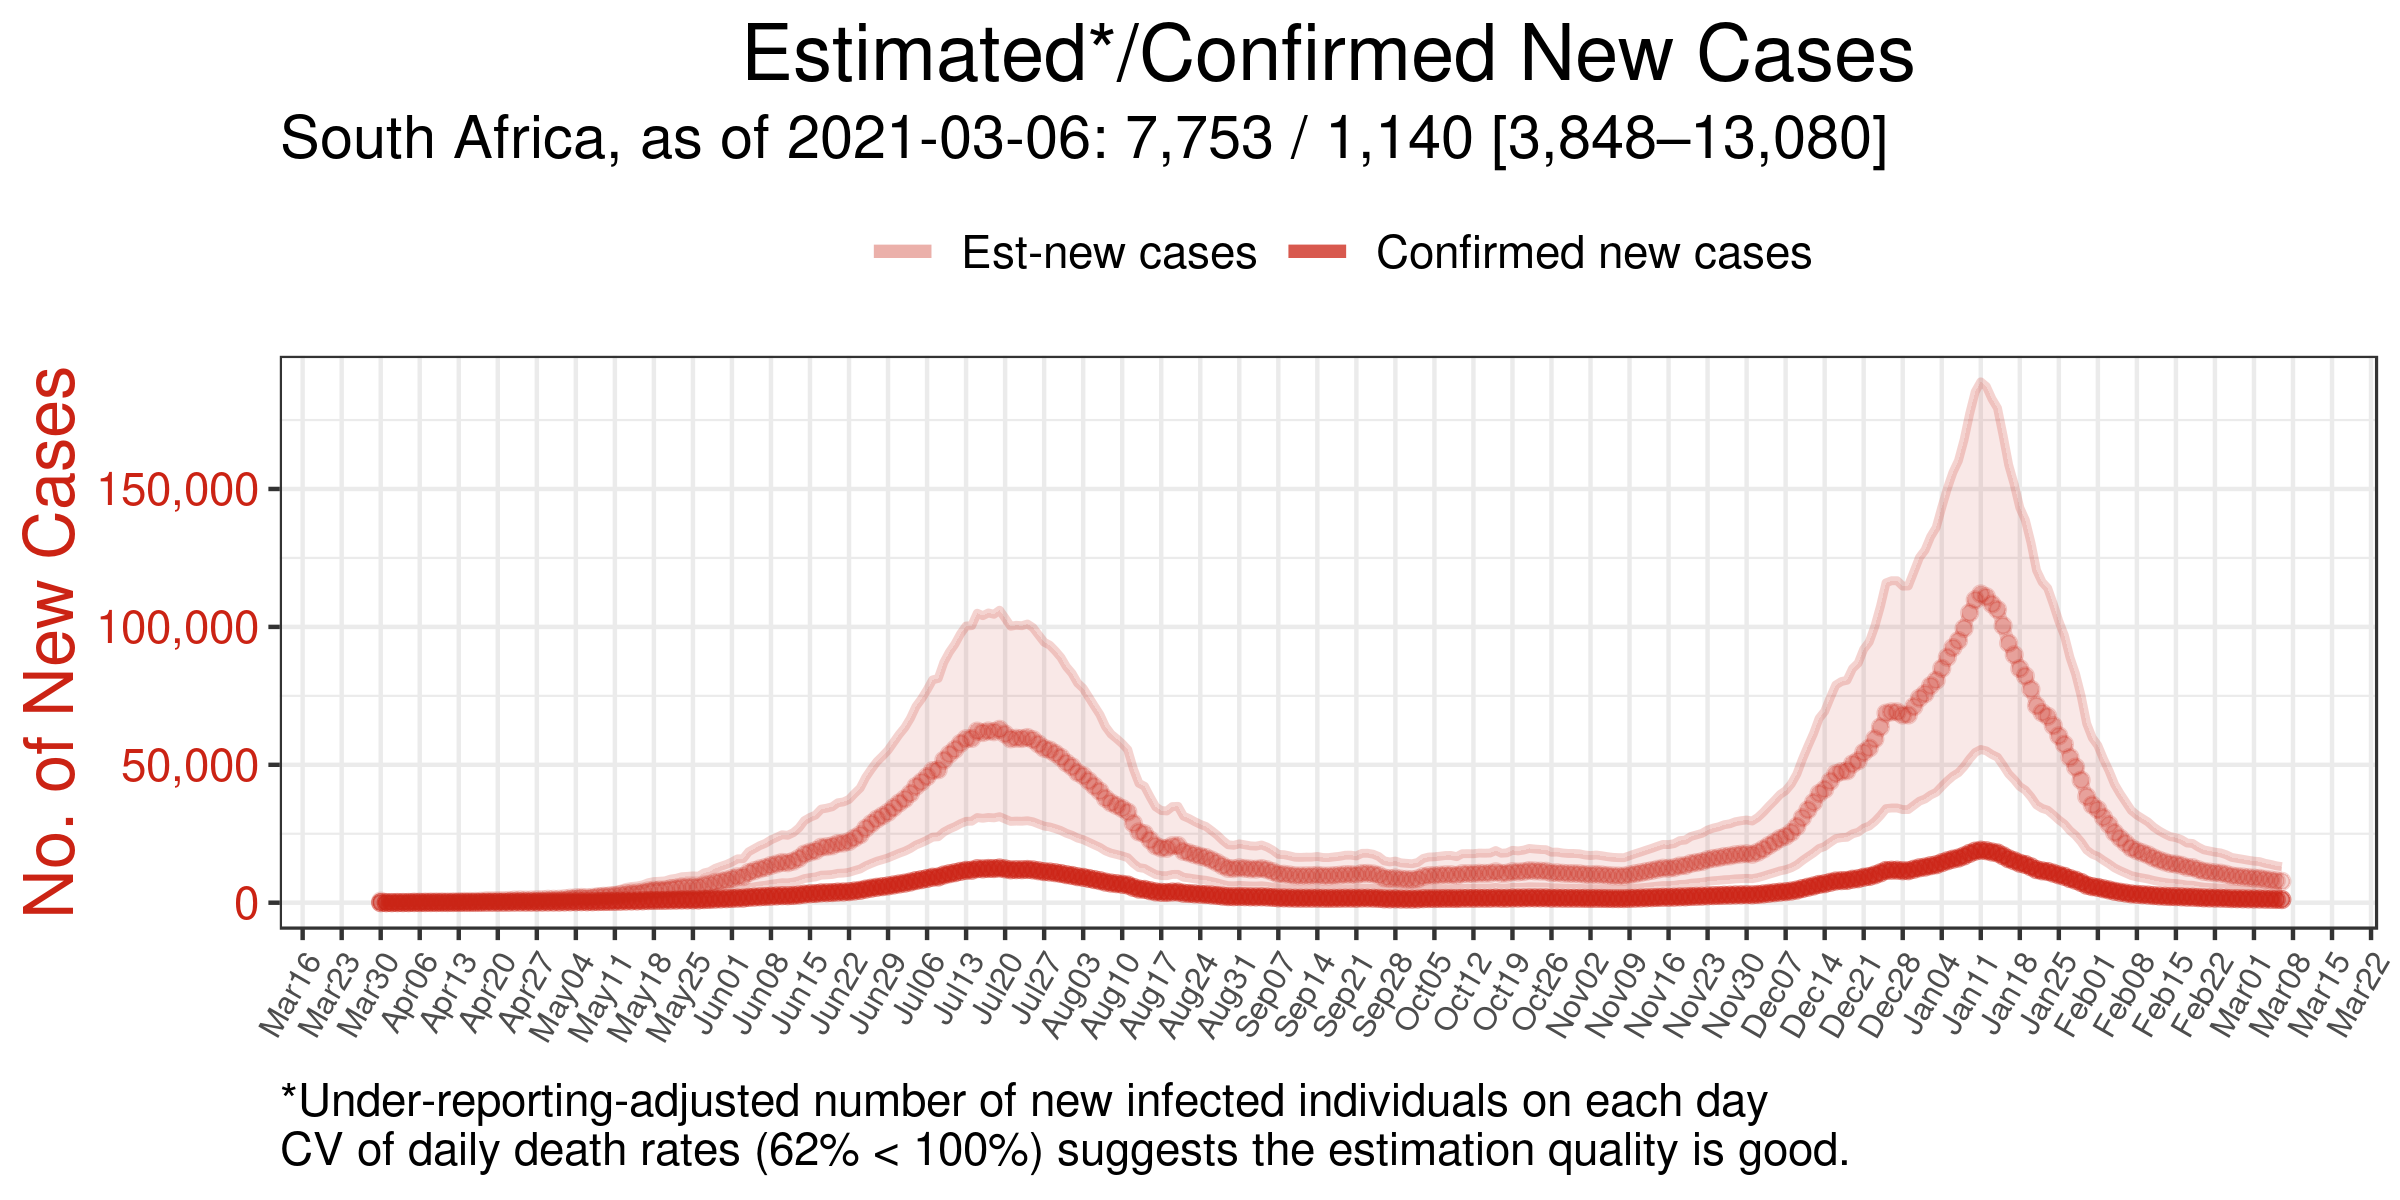 Estimated*/Confirmed New Cases
South Africa, as of 2021-03-06: 7,753 / 1,140 [3,848–13,080]
Est-new cases
Confirmed new cases
No. of New Cases
150,000
100,000
50,000
0
Mar16
Mar23
Mar30
Apr06
Apr13
Apr20
Apr27
May04
May11
May18
May25
Jun01
Jun08
Jun15
Jun22
Jun29
Jul06
Jul13
Jul20
Jul27
Aug03
Aug10
Aug17
Aug24
Aug31
Sep07
Sep14
Sep21
Sep28
Oct05
Oct12
Oct19
Oct26
Nov02
Nov09
Nov16
Nov23
Nov30
Dec07
Dec14
Dec21
Dec28
Jan04
Jan11
Jan18
Jan25
Feb01
Feb08
Feb15
Feb22
Mar01
Mar08
Mar15
Mar22
*Under-reporting-adjusted number of new infected individuals on each day
CV of daily death rates (62% < 100%) suggests the estimation quality is good.